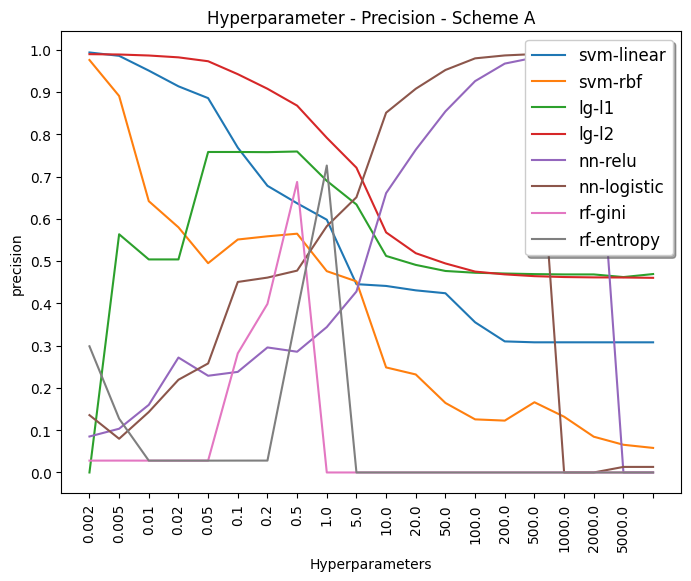 Hyperparameter - Precision - Scheme A
1.0
0.9
0.8
0.7
0.6
0.5
0.4
0.3
0.2
0.1
0.0
precision
svm-linear
svm-rbf
lg-l1
lg-l2
nn-relu
nn-logistic
rf-gini
rf-entropy
0.002
0.005
0.01
0.02
0.05
0.1
0.2
0.5
1.0
5.0
10.0
20.0
50.0
100.0
200.0
500.0
1000.0
2000.0
5000.0
Hyperparameters